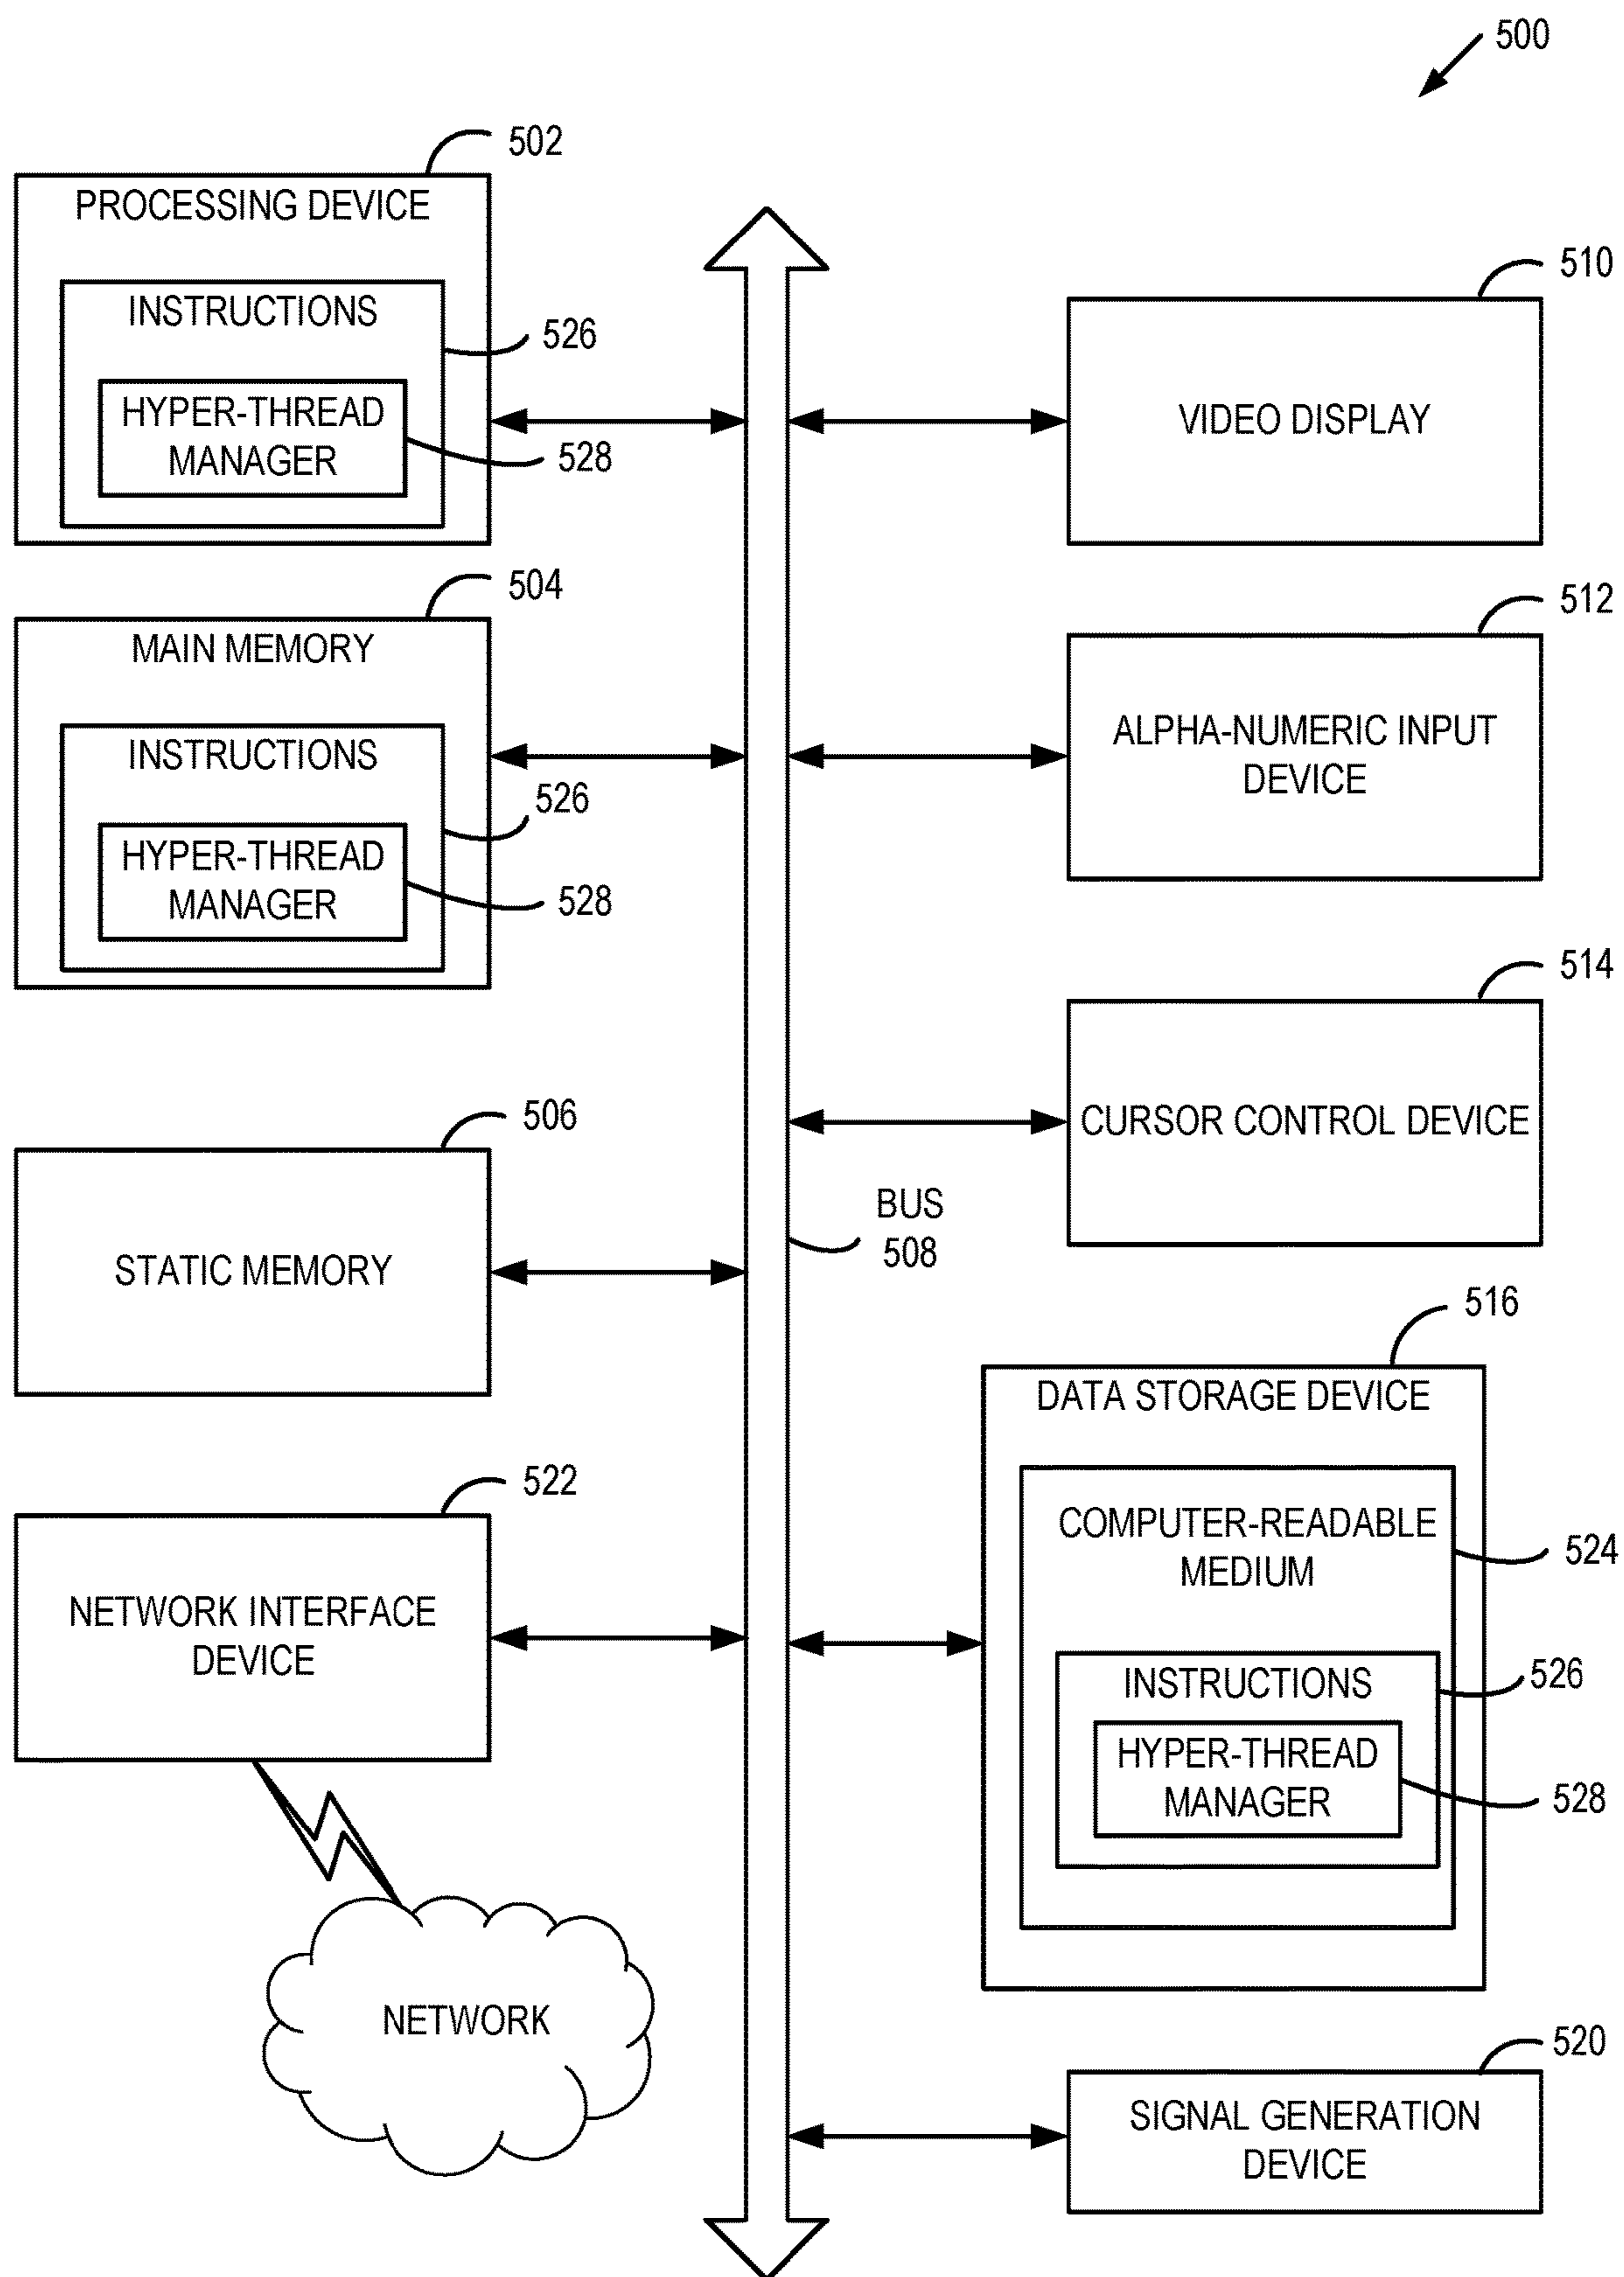 500
502
PROCESSING DEVICE
INSTRUCTIONS
526
HYPER-THREAD
MANAGER
528
504
MAIN MEMORY
INSTRUCTIONS
526
HYPER-THREAD
MANAGER
528
506
STATIC MEMORY
522
NETWORK INTERFACE
DEVICE
NETWORK
BUS
508
510
VIDEO DISPLAY
512
ALPHA-NUMERIC INPUT
DEVICE
514
CURSOR CONTROL DEVICE
516
DATA STORAGE DEVICE
COMPUTER-READABLE
MEDIUM
524
INSTRUCTIONS
526
HYPER-THREAD
MANAGER
528
520
SIGNAL GENERATION
DEVICE